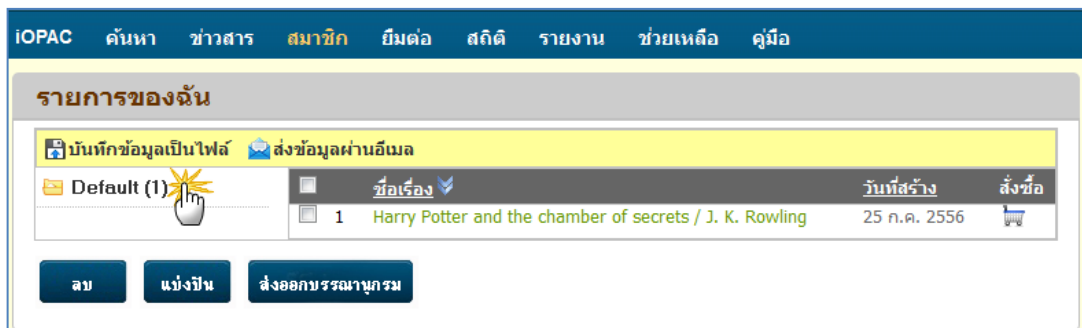 iOPAC ค้นหา ข่าวสาร สมาชิก ยืมต่อ สถิติ รายงาน ช่วยเหลือ คู่มือ
รายการของฉัน
บันทึกข้อมูลเป็นไฟล์ ส่งข้อมูลผ่านอีเมล
Default (1) ชื่อเรื่อง วันที่สร้าง สั่งซื้อ
1 Harry Potter and the chamber of secrets / J. K. Rowling 25 ก.ค. 2556
ลบ แบ่งปัน ส่งออกบรรณานุกรม